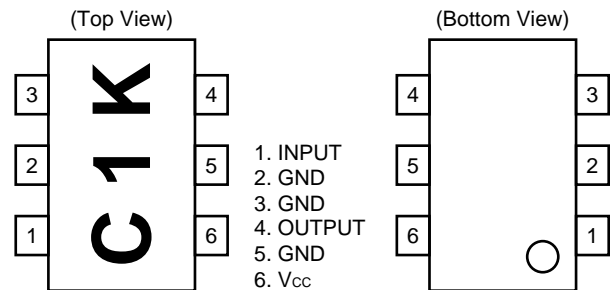 (Top View)
3
2
1
C1K
4
5
6
1. INPUT
2. GND
3. GND
4. OUTPUT
5. GND
6. VCC
(Bottom View)
4
5
6
3
2
1